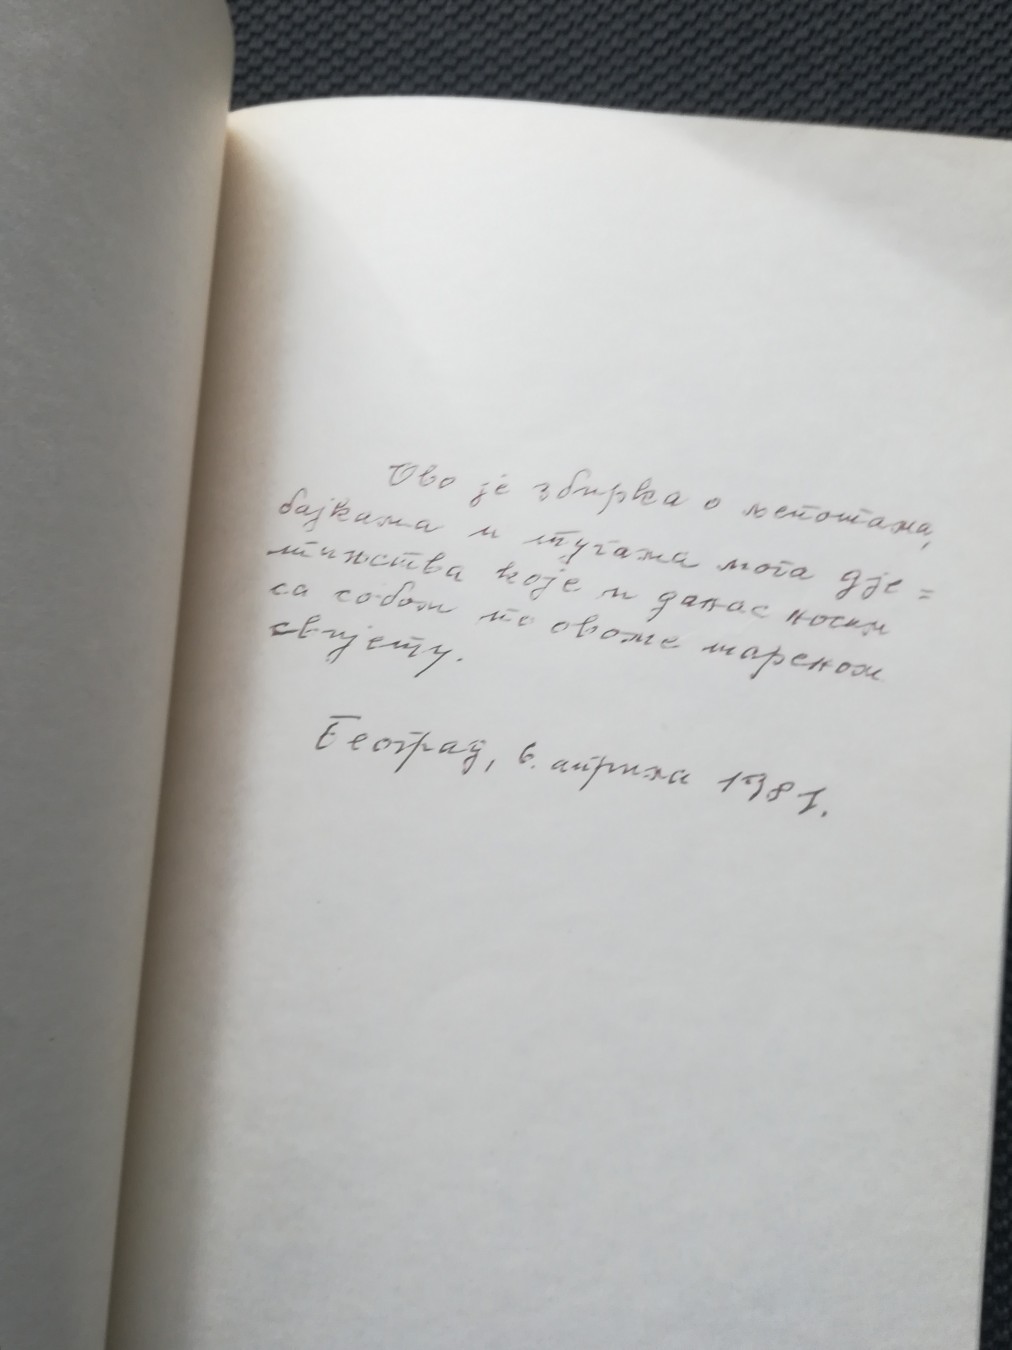 Ово је збирка о љепотама,
бајкама и тугама мога дје =
тињства које и данас носим
са собом по овоме шареном
свијету.
Београд, 6. априла 1981.